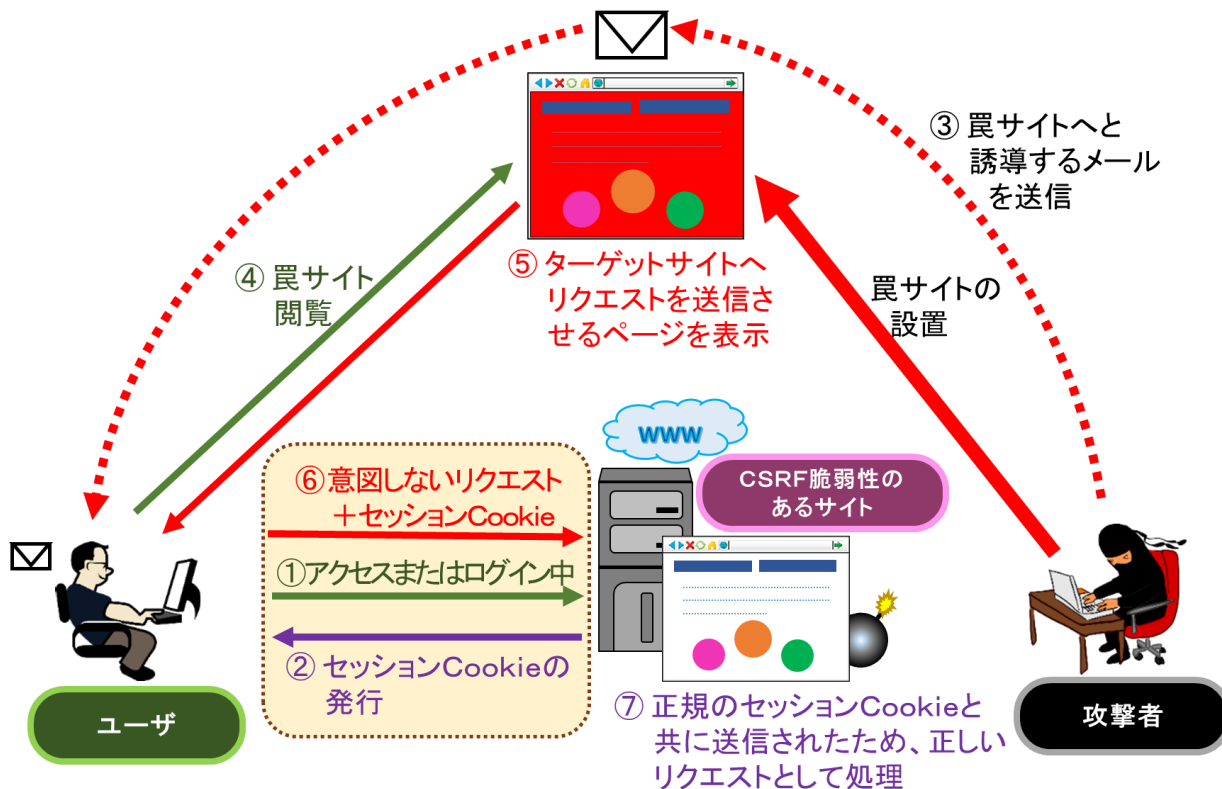 ③ 罠サイトへと
誘導するメール
を送信
④ 罠サイト
閲覧
⑤ ターゲットサイトへ
リクエストを送信さ
せるページを表示
罠サイトの
設置
WWW
CSRF脆弱性の
あるサイト
⑥意図しないリクエスト
＋セッションCookie
①アクセスまたはログイン中
② セッションCookieの
発行
⑦ 正規のセッションCookieと
共に送信されたため、正しい
リクエストとして処理
ユーザ
攻撃者